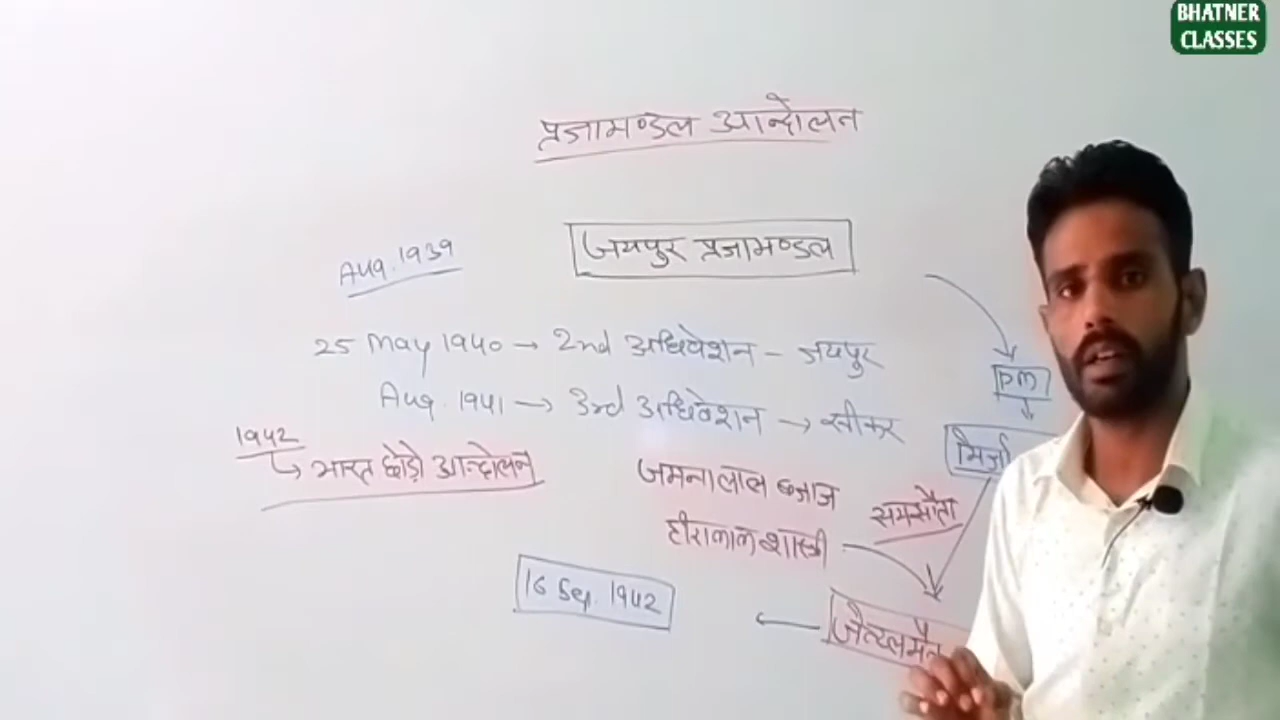 BHATNER
CLASSES
प्रजामण्डल आन्दोलन
जयपुर प्रजामण्डल
Aug. 1939
25 May 1940 → 2nd अधिवेशन - जयपुर
Aug. 1941 → 3rd अधिवेशन → सीकर
PM
1942
↳ भारत छोड़ो आन्दोलन
मिर्जा
जमनालाल बजाज
हीरालाल शास्त्री
समझौता
16 Sep. 1942
जेन्टलमैन